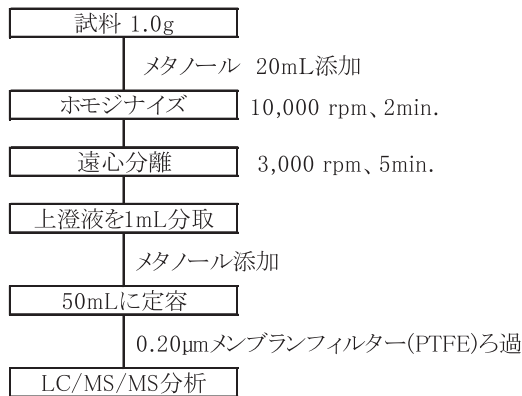 試料 1.0g
メタノール 20mL添加
ホモジナイズ 10,000 rpm、2min.
遠心分離 3,000 rpm、5min.
上澄液を1mL分取
メタノール添加
50mLに定容
0.20µmメンブランフィルター(PTFE)ろ過
LC/MS/MS分析